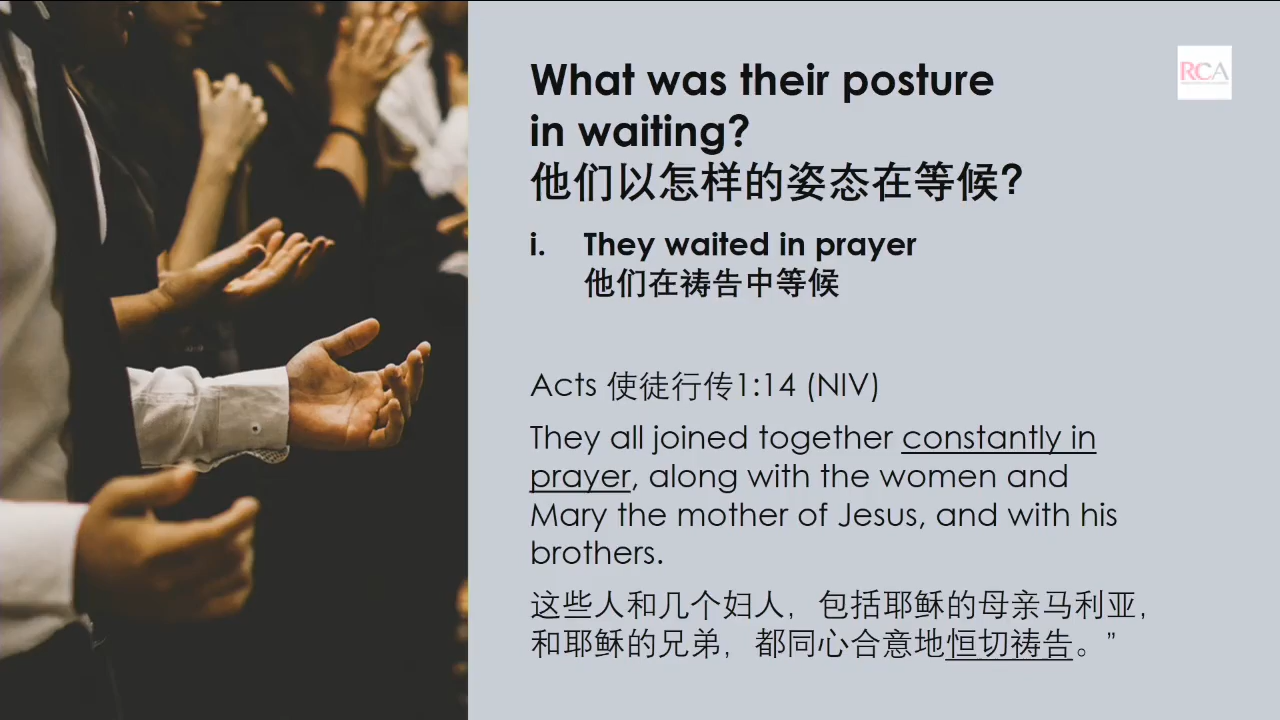 What was their posture
in waiting?
他们以怎样的姿态在等候?
RCA
i. They waited in prayer
他们在祷告中等候
Acts 使徒行传1:14 (NIV)
They all joined together constantly in
prayer, along with the women and
Mary the mother of Jesus, and with his
brothers.
这些人和几个妇人，包括耶稣的母亲马利亚，
和耶稣的兄弟，都同心合意地恒切祷告。”